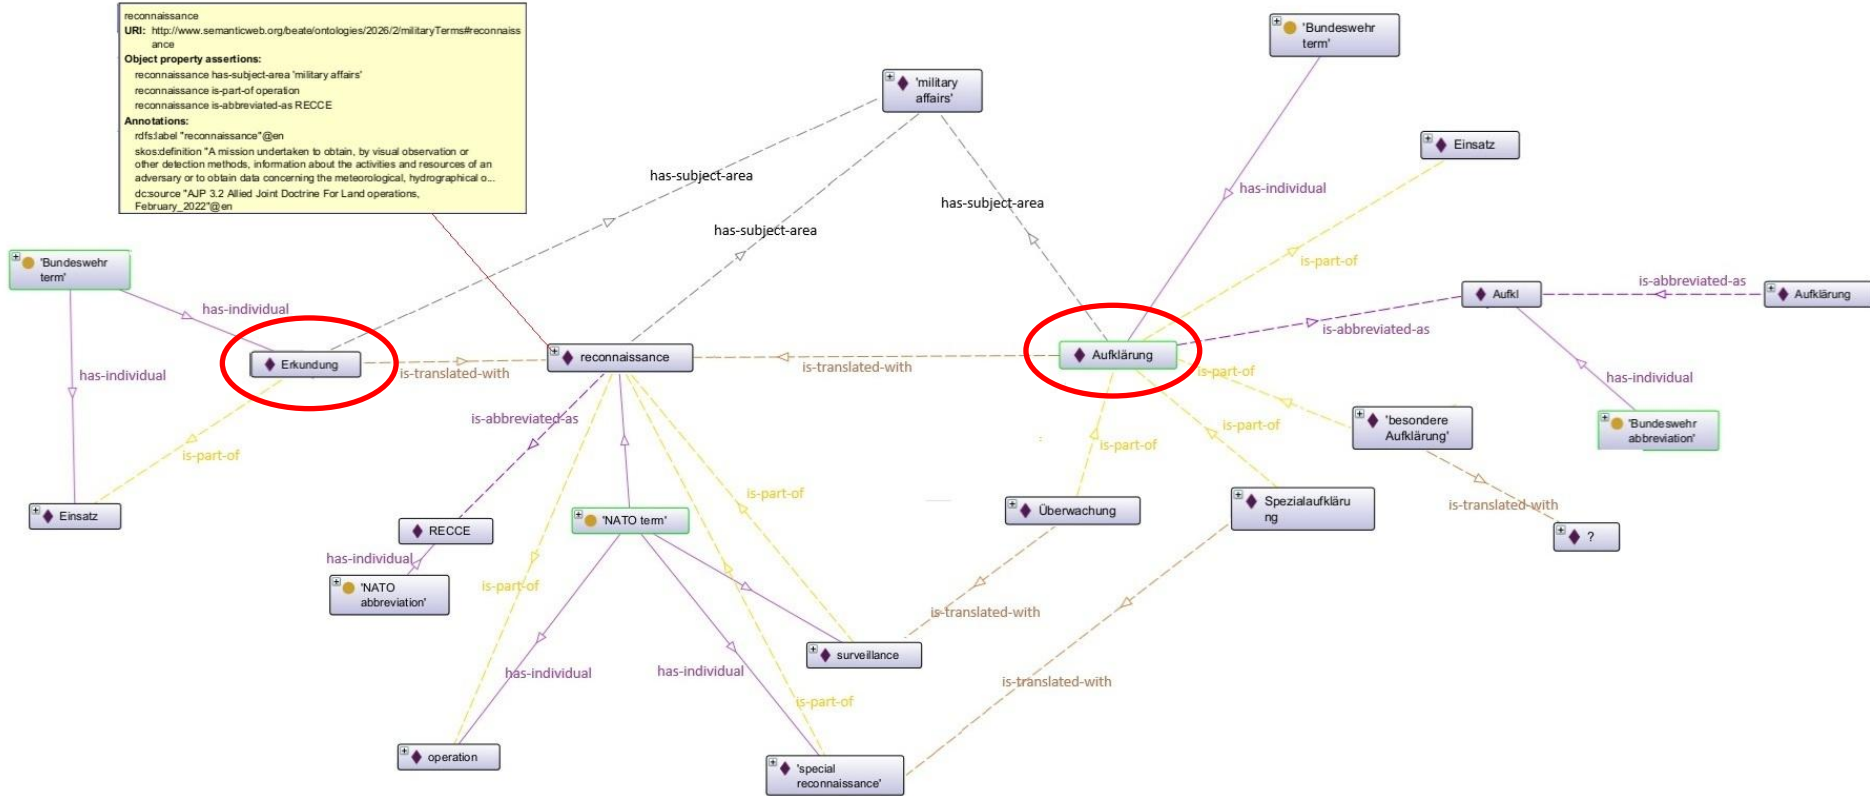 reconnaissance
URI: http://www.semanticweb.org/beate/ontologies/2026/2/militaryTerms#reconnaiss
ance
Object property assertions:
reconnaissance has-subject-area 'military affairs'
reconnaissance is-part-of operation
reconnaissance is-abbreviated-as RECCE
Annotations:
rdfs:label "reconnaissance"@en
skos:definition "A mission undertaken to obtain, by visual observation or
other detection methods, information about the activities and resources of an
adversary or to obtain data concerning the meteorological, hydrographical o...
dc:source "AJP 3.2 Allied Joint Doctrine For Land operations,
February_2022"@en
'Bundeswehr
term'
'military
affairs'
Einsatz
has-subject-area
has-individual
has-subject-area
has-subject-area
'Bundeswehr
term'
is-part-of
is-abbreviated-as
Aufkl
Aufklärung
has-individual
is-abbreviated-as
Erkundung
reconnaissance
Aufklärung
is-translated-with
is-translated-with
is-part-of
has-individual
has-individual
is-abbreviated-as
'besondere
Aufklärung'
'Bundeswehr
abbreviation'
is-part-of
is-part-of
is-part-of
is-part-of
Einsatz
RECCE
'NATO term'
Überwachung
Spezialaufkläru
ng
is-translated-with
?
has-individual
'NATO
abbreviation'
is-part-of
is-translated-with
surveillance
has-individual
has-individual
is-translated-with
is-part-of
operation
'special
reconnaissance'